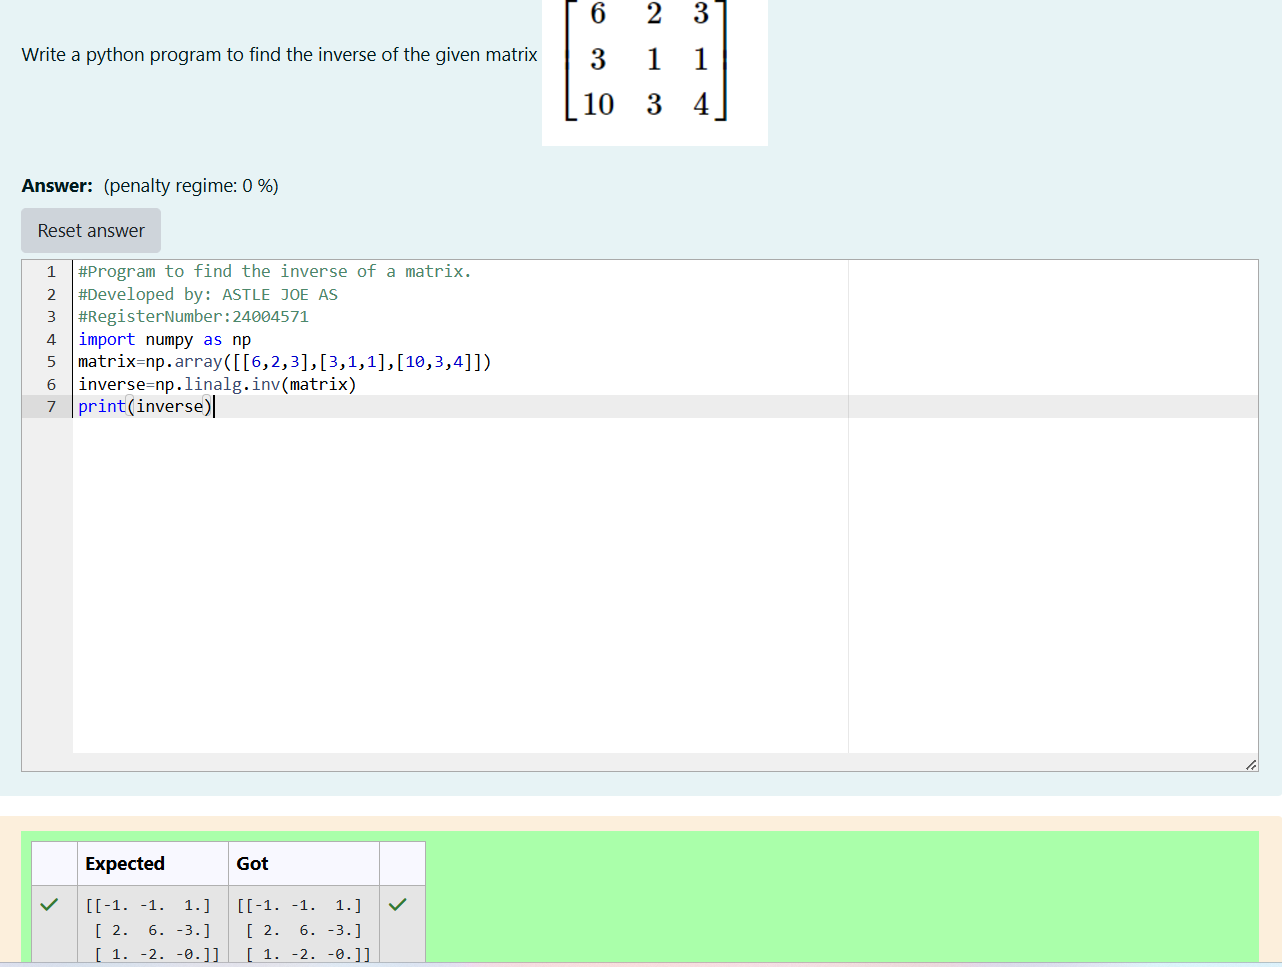 6 2 3
Write a python program to find the inverse of the given matrix
3 1 1
10 3 4
Answer: (penalty regime: 0 %)
Reset answer
1 #Program to find the inverse of a matrix.
2 #Developed by: ASTLE JOE AS
3 #RegisterNumber:24004571
4 import numpy as np
5 matrix=np.array([[6,2,3],[3,1,1],[10,3,4]])
6 inverse=np.linalg.inv(matrix)
7 print(inverse)
Expected Got
[[-1. -1.  1.] [[-1. -1.  1.]
[ 2.  6. -3.] [ 2.  6. -3.]
[ 1. -2. -0.]] [ 1. -2. -0.]]